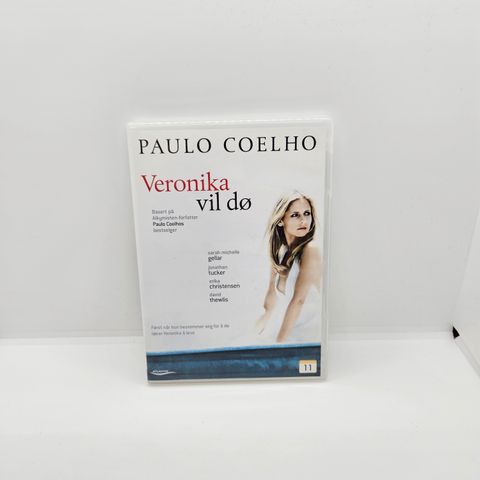 PAULO COELHO
Veronika
vil dø
Basert på
Alkymisten-forfatter
Paulo Coelhos
bestselger
sarah michelle
gellar
jonathan
tucker
erika
christensen
david
thewlis
Først når hun bestemmer seg for å dø
lærer Veronika å leve
11